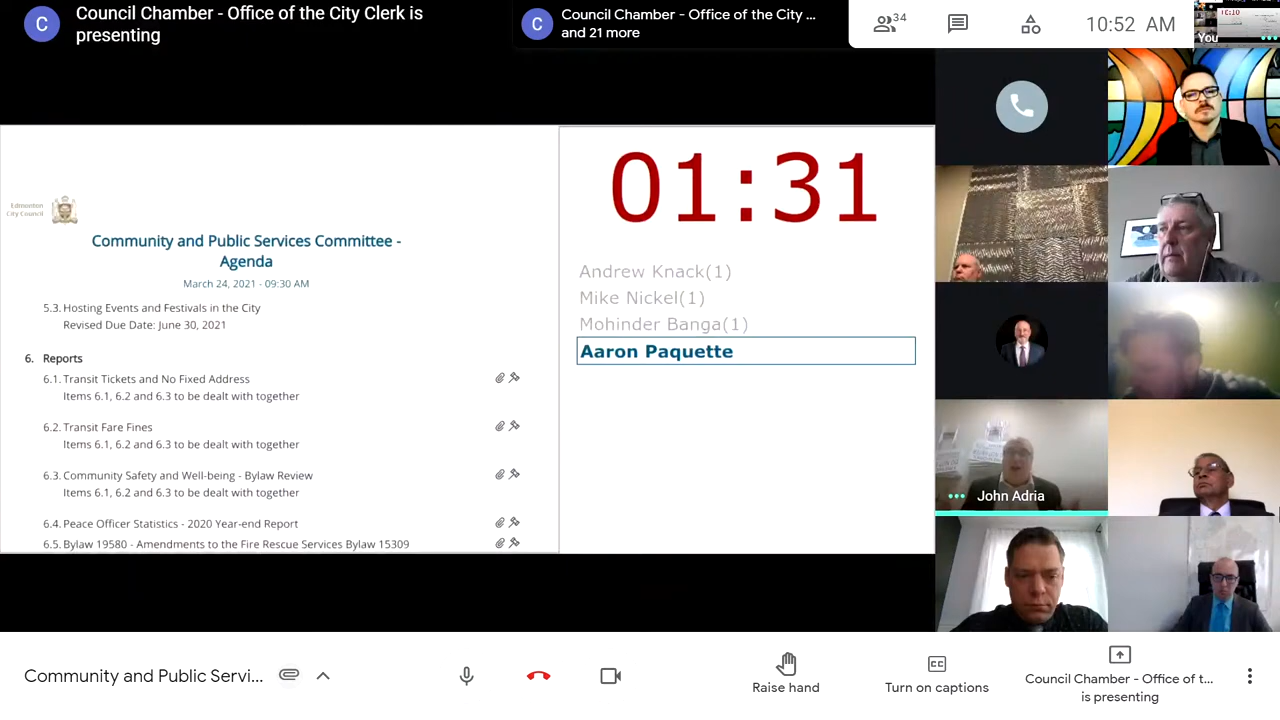 C
Council Chamber - Office of the City Clerk is
presenting
C
Council Chamber - Office of the City ...
and 21 more
34
10:52 AM
You
Edmonton
City Council
Community and Public Services Committee -
Agenda
March 24, 2021 - 09:30 AM
5.3. Hosting Events and Festivals in the City
Revised Due Date: June 30, 2021
6. Reports
6.1. Transit Tickets and No Fixed Address
Items 6.1, 6.2 and 6.3 to be dealt with together
6.2. Transit Fare Fines
Items 6.1, 6.2 and 6.3 to be dealt with together
6.3. Community Safety and Well-being - Bylaw Review
Items 6.1, 6.2 and 6.3 to be dealt with together
6.4. Peace Officer Statistics - 2020 Year-end Report
6.5. Bylaw 19580 - Amendments to the Fire Rescue Services Bylaw 15309
01:31
Andrew Knack(1)
Mike Nickel(1)
Mohinder Banga(1)
Aaron Paquette
John Adria
Community and Public Servi...
Raise hand
CC
Turn on captions
Council Chamber - Office of t...
is presenting